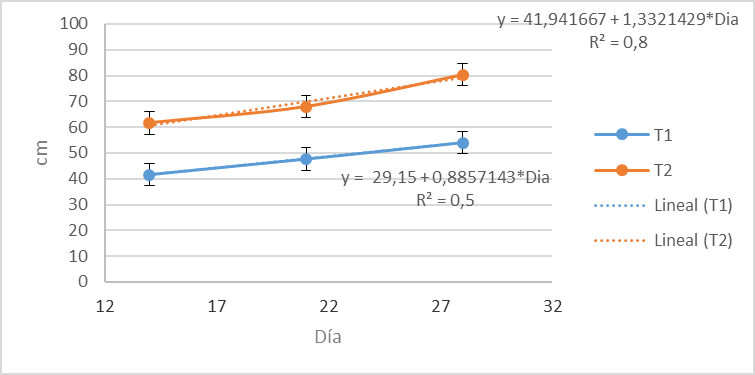 y = 41,941667 + 1,3321429*Dia
R² = 0,8
100
90
80
70
60
50
40
30
20
10
0
cm
y =  29,15 + 0,8857143*Dia
R² = 0,5
T1
T2
Lineal (T1)
Lineal (T2)
12
17
22
27
32
Día